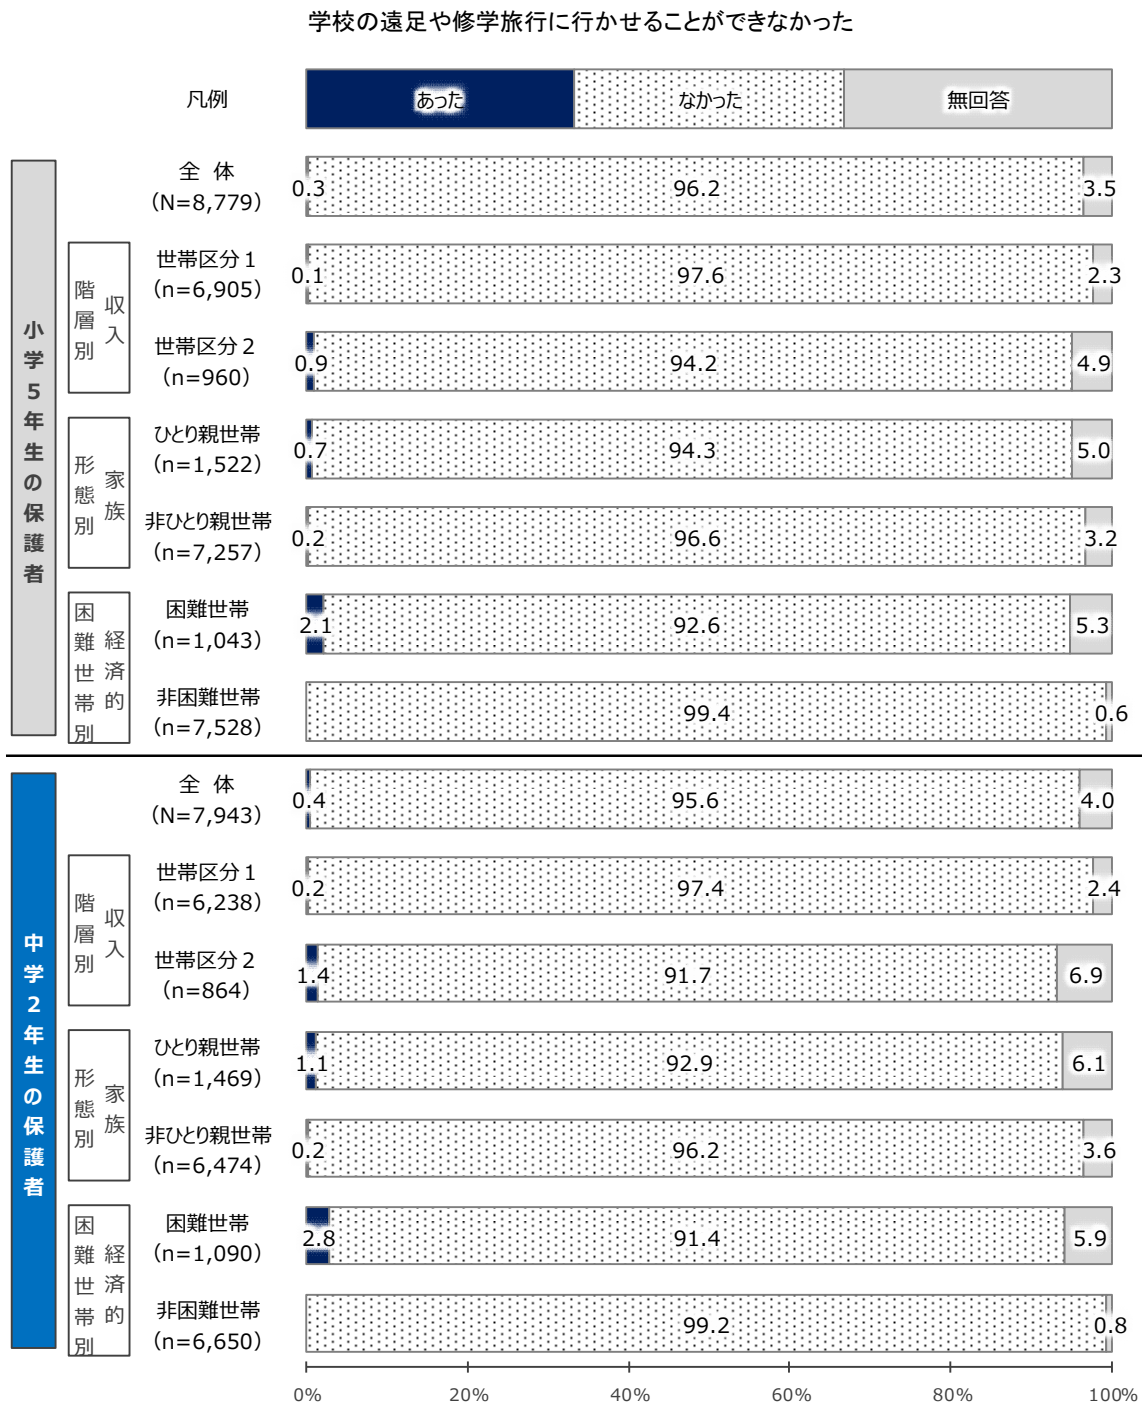 学校の遠足や修学旅行に行かせることができなかった
凡例
あった
なかった
無回答
小学5年生の保護者
全 体
(N=8,779)
0.3
96.2
3.5
収入
階層別
世帯区分1
(n=6,905)
0.1
97.6
2.3
世帯区分2
(n=960)
0.9
94.2
4.9
家族
形態別
ひとり親世帯
(n=1,522)
0.7
94.3
5.0
非ひとり親世帯
(n=7,257)
0.2
96.6
3.2
経済的
困難世帯別
困難世帯
(n=1,043)
2.1
92.6
5.3
非困難世帯
(n=7,528)
99.4
0.6
中学2年生の保護者
全 体
(N=7,943)
0.4
95.6
4.0
収入
階層別
世帯区分1
(n=6,238)
0.2
97.4
2.4
世帯区分2
(n=864)
1.4
91.7
6.9
家族
形態別
ひとり親世帯
(n=1,469)
1.1
92.9
6.1
非ひとり親世帯
(n=6,474)
0.2
96.2
3.6
経済的
困難世帯別
困難世帯
(n=1,090)
2.8
91.4
5.9
非困難世帯
(n=6,650)
99.2
0.8
0%
20%
40%
60%
80%
100%